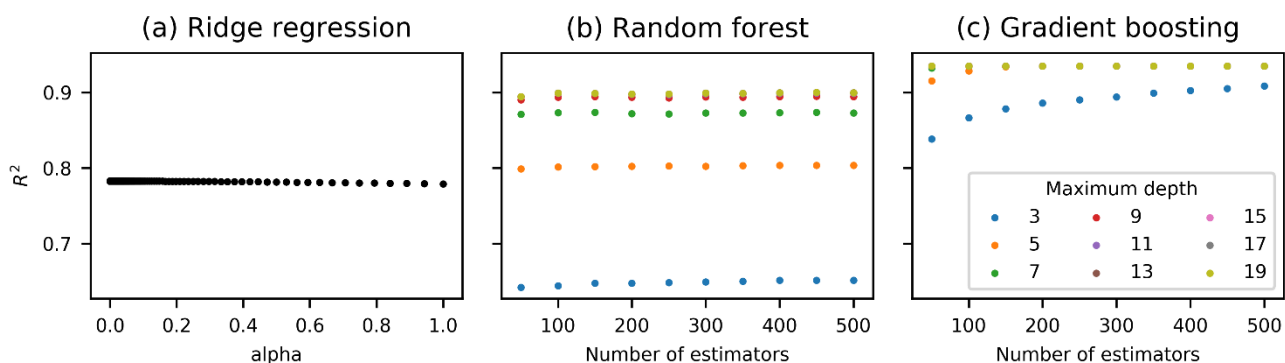 (a) Ridge regression
(b) Random forest
(c) Gradient boosting
R²
0.9
0.8
0.7
0.0 0.2 0.4 0.6 0.8 1.0
alpha
100 200 300 400 500
Number of estimators
Maximum depth
3 9 15
5 11 17
7 13 19
100 200 300 400 500
Number of estimators